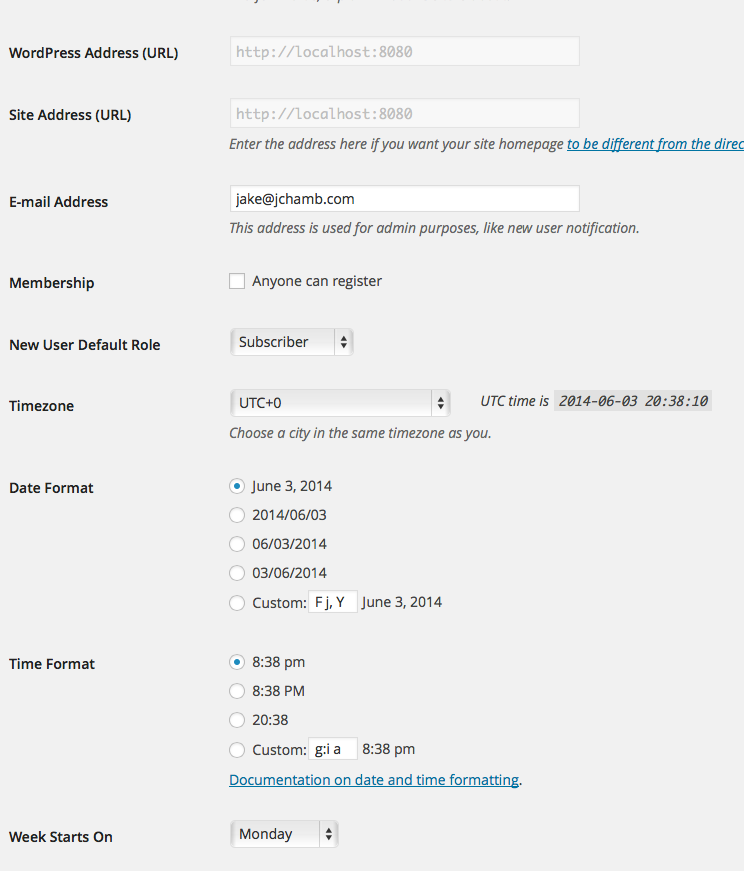 WordPress Address (URL) http://localhost:8080
Site Address (URL) http://localhost:8080
Enter the address here if you want your site homepage to be different from the direc
E-mail Address jake@jchamb.com
This address is used for admin purposes, like new user notification.
Membership Anyone can register
New User Default Role Subscriber
Timezone UTC+0 UTC time is 2014-06-03 20:38:10
Choose a city in the same timezone as you.
Date Format June 3, 2014
2014/06/03
06/03/2014
03/06/2014
Custom: F j, Y June 3, 2014
Time Format 8:38 pm
8:38 PM
20:38
Custom: g:i a 8:38 pm
Documentation on date and time formatting.
Week Starts On Monday